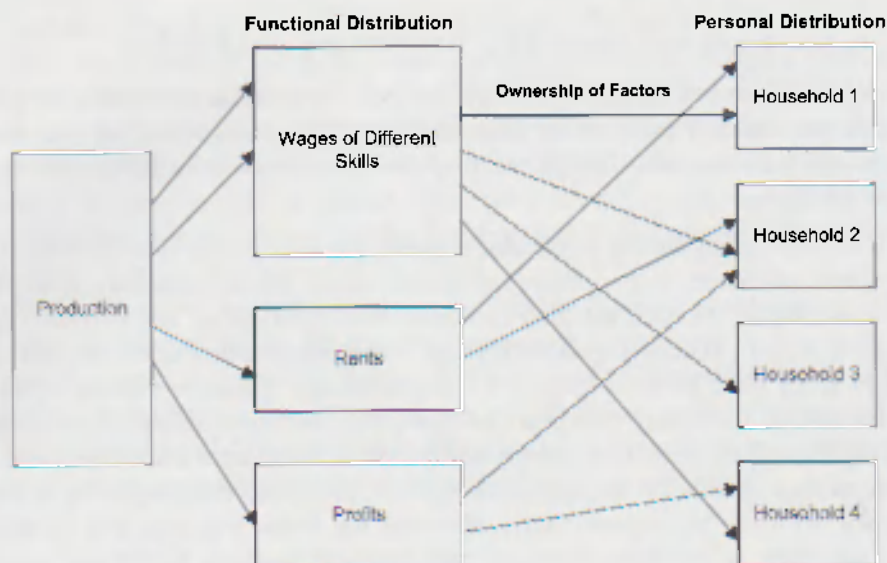 Functional Distribution
Personal Distribution
Ownership of Factors
Household 1
Wages of Different
Skills
Household 2
Production
Rents
Household 3
Profits
Household 4